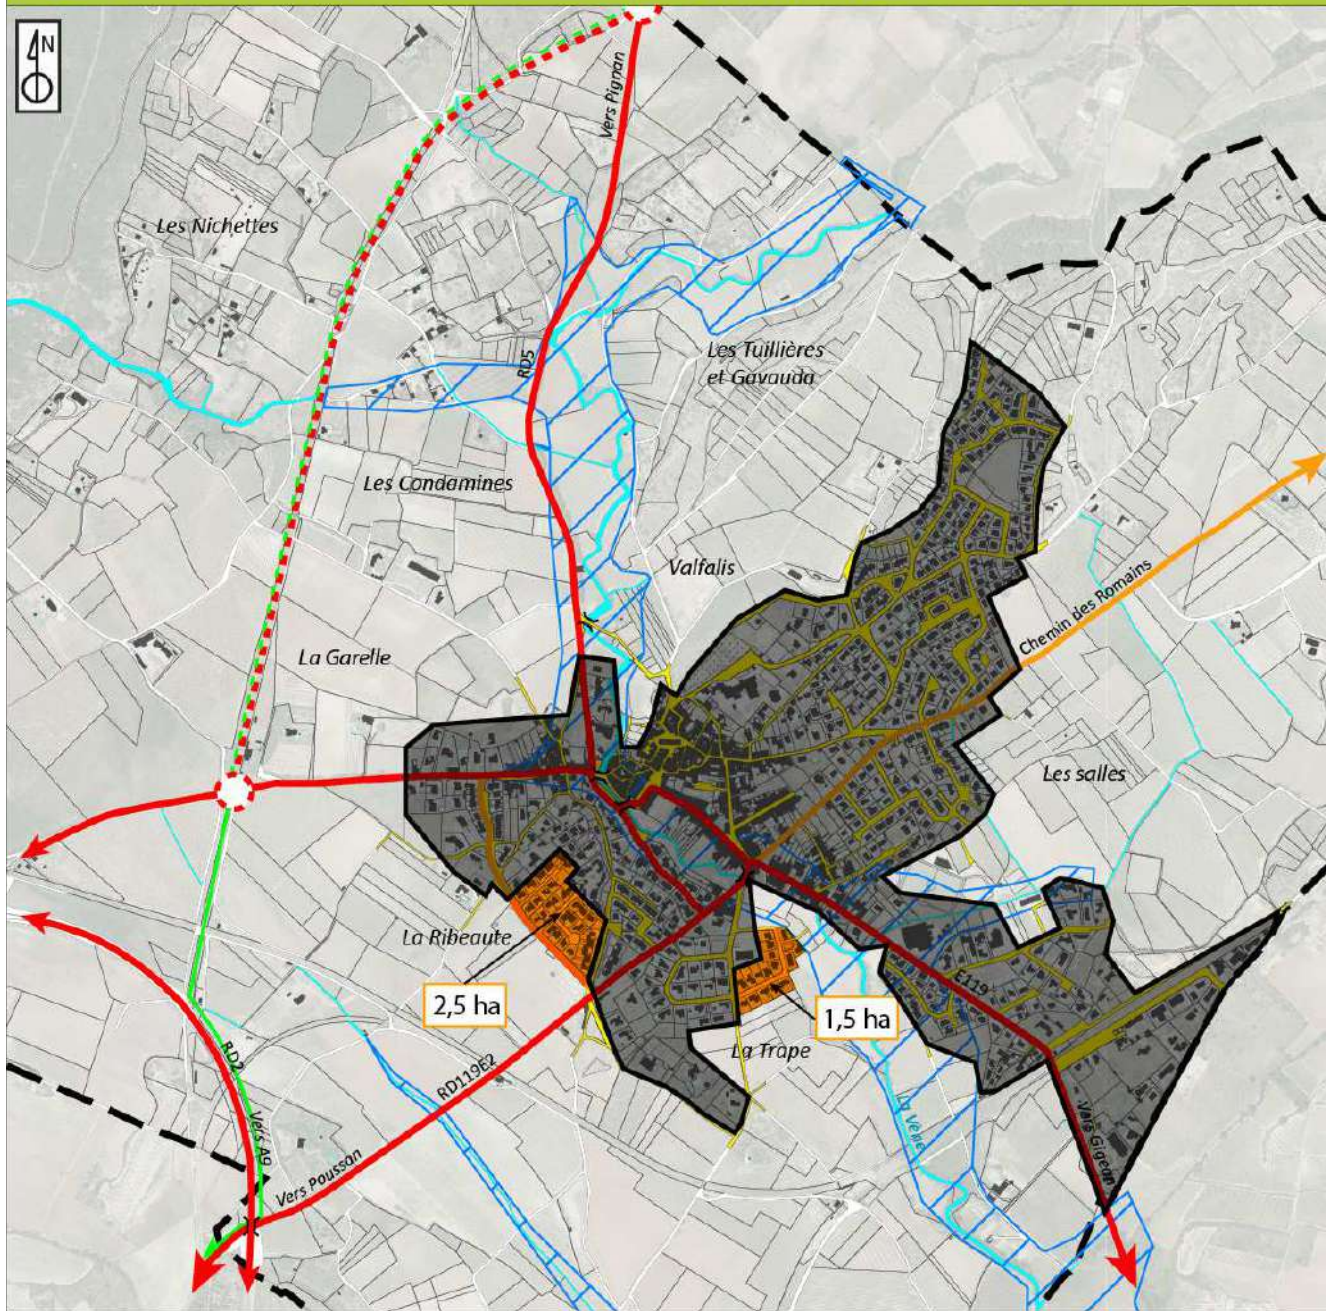 N
Vers Pignan
Les Nichettes
RD5
Les Tuillières
et Gavauda
Les Condamines
Valfalis
Chemin des Romains
La Garelle
Les salles
La Ribeaute
2,5 ha
E119
1,5 ha
La Trape
RD2
RD119E2
La Vène
Vers A9
Vers Gigean
Vers Poussan